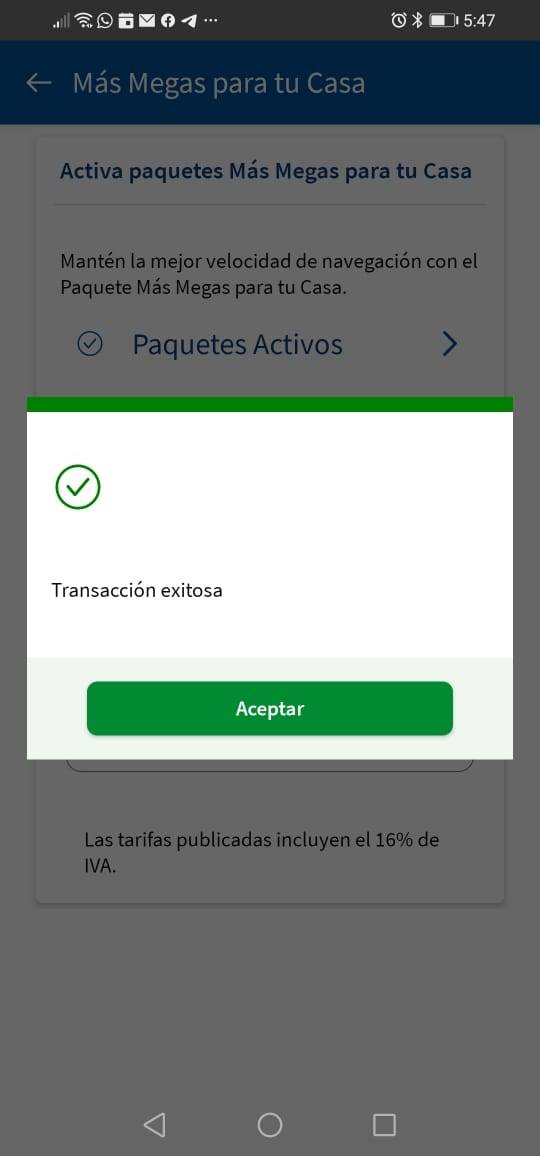 5:47
Más Megas para tu Casa
Activa paquetes Más Megas para tu Casa
Mantén la mejor velocidad de navegación con el
Paquete Más Megas para tu Casa.
Paquetes Activos
Transacción exitosa
Aceptar
Las tarifas publicadas incluyen el 16% de
IVA.